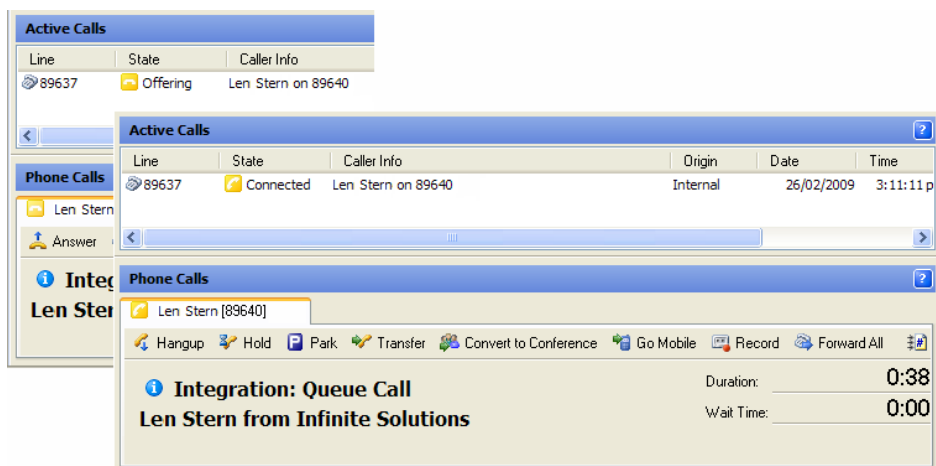 Active Calls
Line State Caller Info
89637 Offering Len Stern on 89640
Phone Calls
Len Stern
Answer
Integ
Len Ster
Active Calls ?
Line State Caller Info Origin Date Time
89637 Connected Len Stern on 89640 Internal 26/02/2009 3:11:11 p
Phone Calls ?
Len Stern [89640]
Hangup Hold P Park Transfer Convert to Conference Go Mobile Record Forward All #
Integration: Queue Call Duration: 0:38
Len Stern from Infinite Solutions Wait Time: 0:00